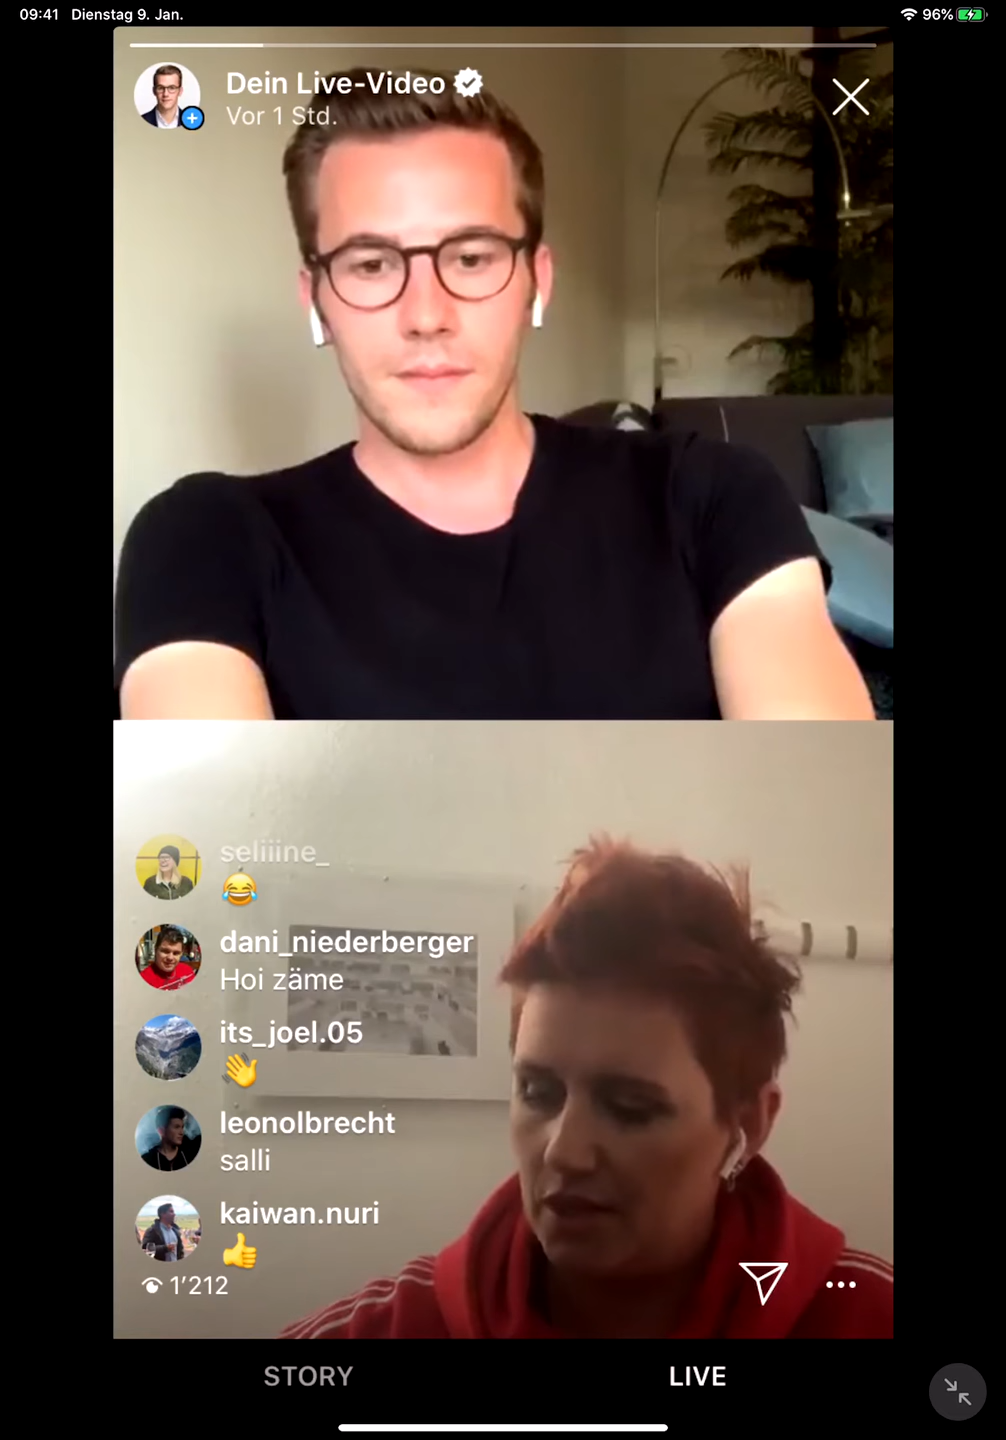 09:41 Dienstag 9. Jan.
96%
Dein Live-Video
Vor 1 Std.
seliiine_
😂
dani_niederberger
Hoi zäme
its_joel.05
👋
leonolbrecht
salli
kaiwan.nuri
👍
1’212
STORY
LIVE